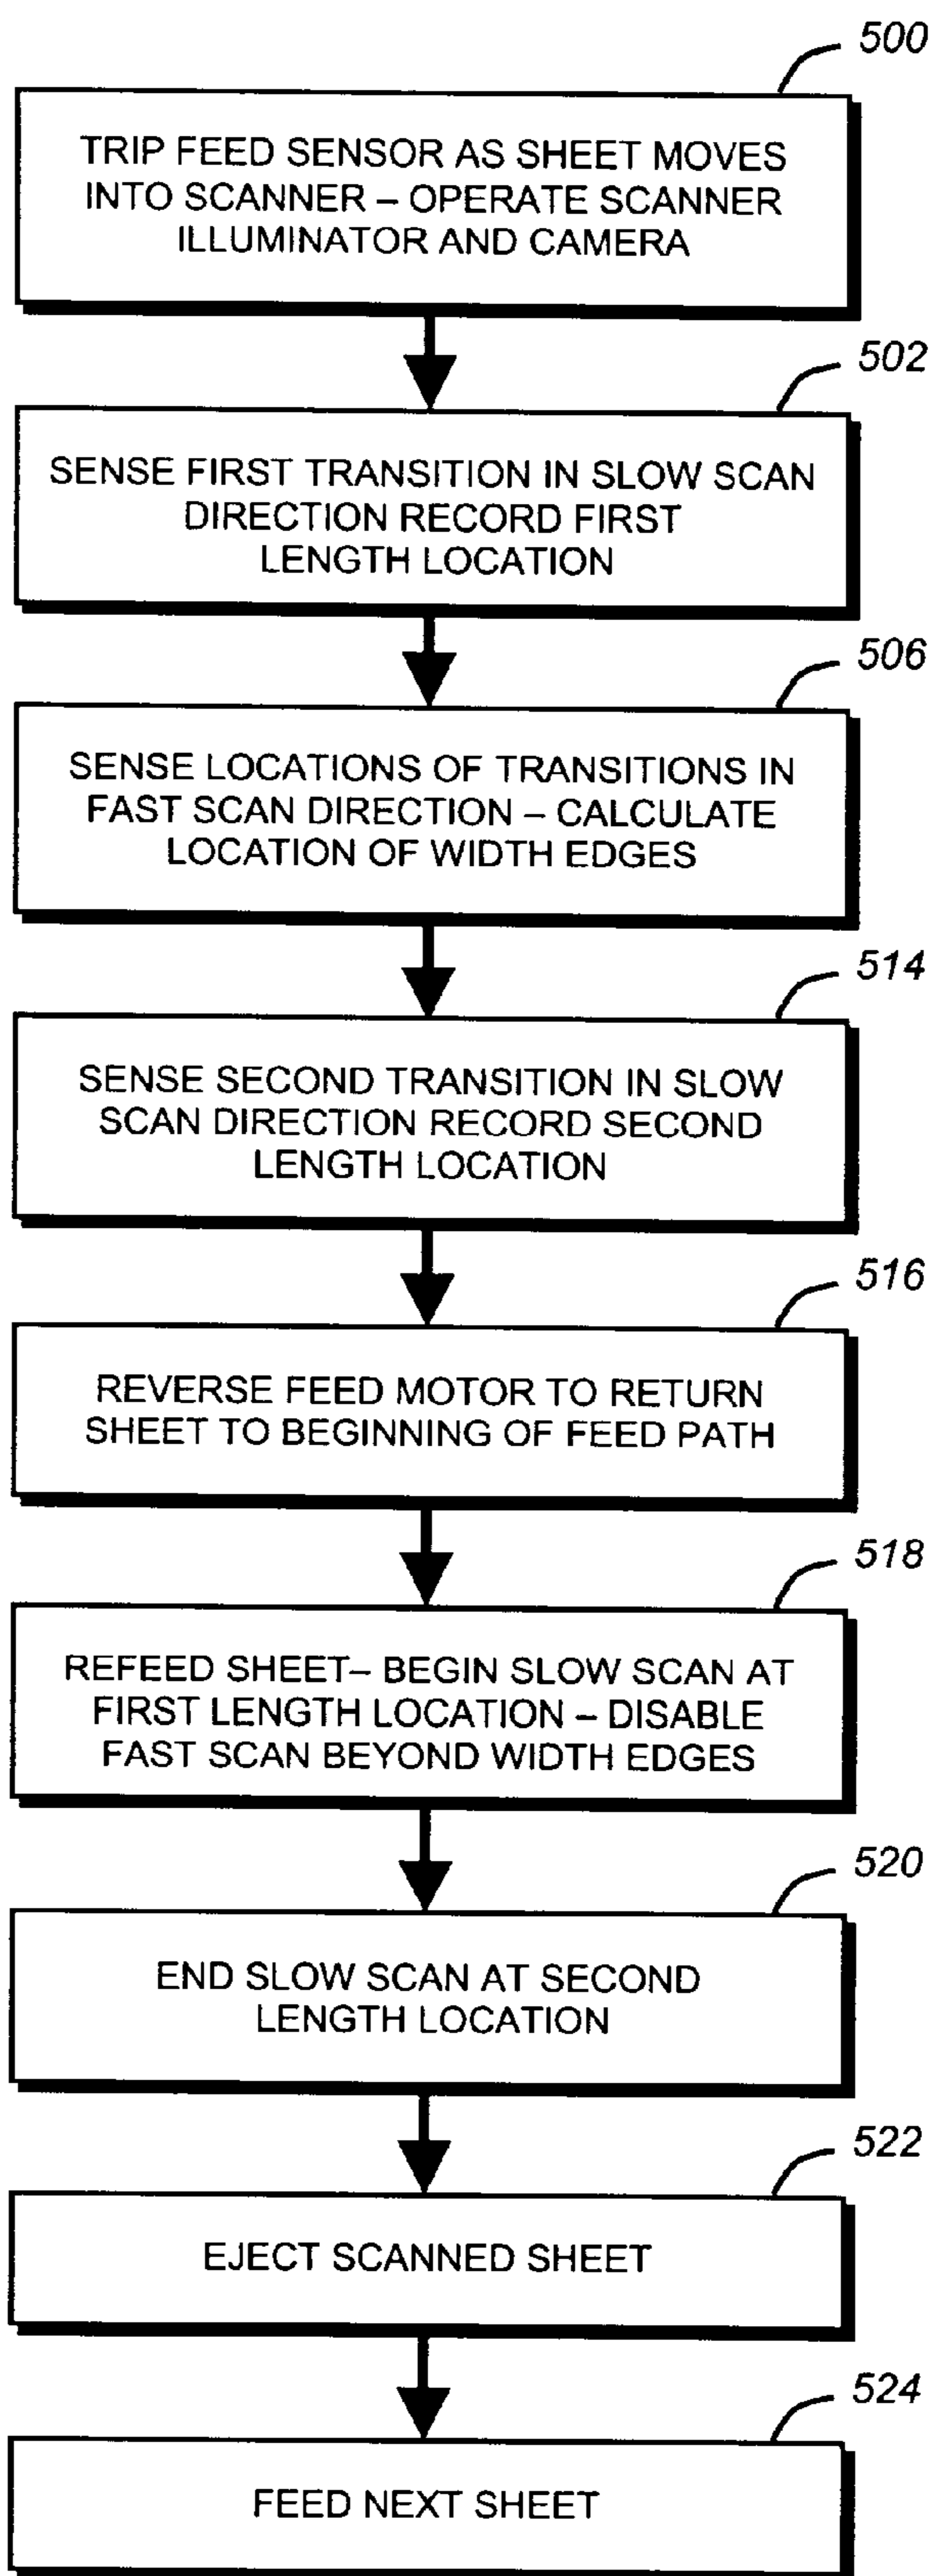 500
TRIP FEED SENSOR AS SHEET MOVES
INTO SCANNER – OPERATE SCANNER
ILLUMINATOR AND CAMERA
502
SENSE FIRST TRANSITION IN SLOW SCAN
DIRECTION RECORD FIRST
LENGTH LOCATION
506
SENSE LOCATIONS OF TRANSITIONS IN
FAST SCAN DIRECTION – CALCULATE
LOCATION OF WIDTH EDGES
514
SENSE SECOND TRANSITION IN SLOW
SCAN DIRECTION RECORD SECOND
LENGTH LOCATION
516
REVERSE FEED MOTOR TO RETURN
SHEET TO BEGINNING OF FEED PATH
518
REFEED SHEET– BEGIN SLOW SCAN AT
FIRST LENGTH LOCATION – DISABLE
FAST SCAN BEYOND WIDTH EDGES
520
END SLOW SCAN AT SECOND
LENGTH LOCATION
522
EJECT SCANNED SHEET
524
FEED NEXT SHEET